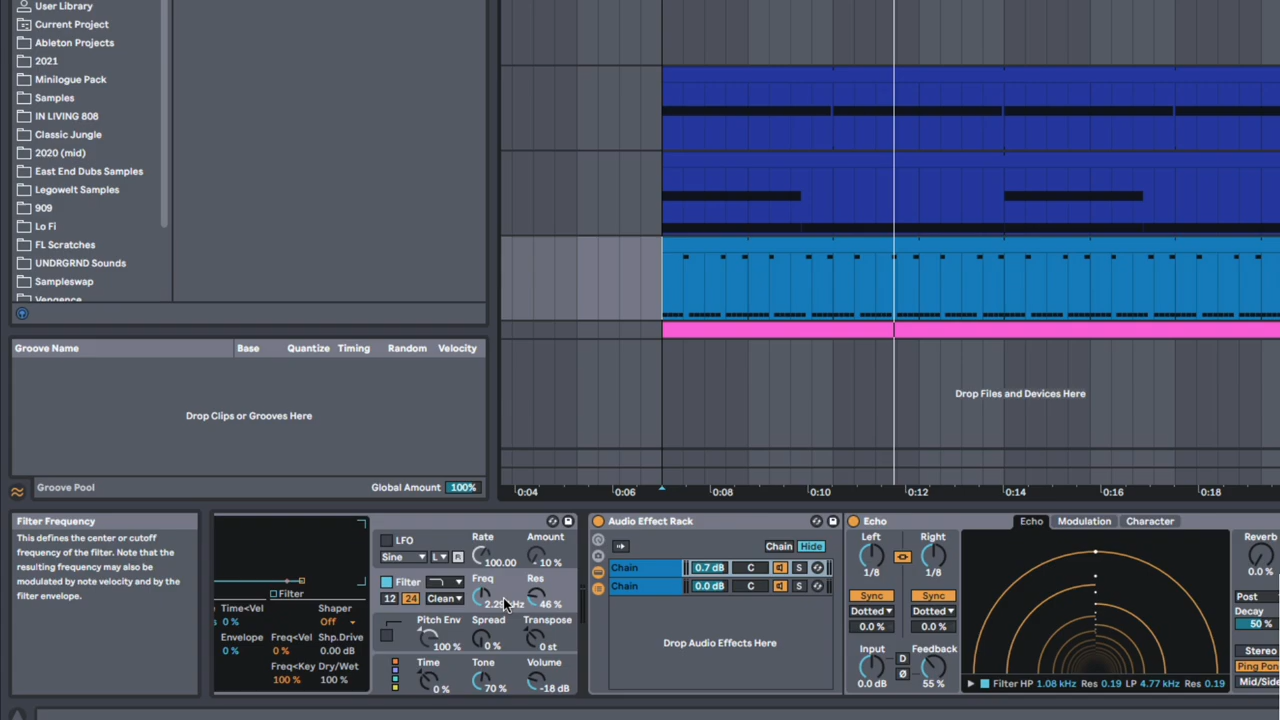 User Library
Current Project
Ableton Projects
2021
Minilogue Pack
Samples
IN LIVING 808
Classic Jungle
2020 (mid)
East End Dubs Samples
Legowelt Samples
909
Lo Fi
FL Scratches
UNDRGRND Sounds
Sampleswap
Vengence
Groove Name Base Quantize Timing Random Velocity
Drop Clips or Grooves Here
Groove Pool Global Amount 100%
Drop Files and Devices Here
0:04 0:06 0:08 0:10 0:12 0:14 0:16 0:18
Filter Frequency
This defines the center or cutoff
frequency of the filter. Note that the
resulting frequency may also be
modulated by note velocity and by the
filter envelope.
Filter
Time<Vel Shaper
0 % Off
Envelope Freq<Vel Shp.Drive
0 % 0 % 0.00 dB
Freq<Key Dry/Wet
100 % 100 %
LFO Rate Amount
Sine L R 100.00 10 %
Filter Freq Res
12 24 Clean 46 %
Pitch Env Spread Transpose
100 % 0 % 0 st
Time Tone Volume
0 % 70 % -18 dB
Audio Effect Rack
Chain Hide
Chain 0.7 dB C S
Chain 0.0 dB C S
Drop Audio Effects Here
Echo Echo Modulation Character
Left Right
1/8 1/8
Sync Sync
Dotted Dotted
0.0 % 0.0 %
Input D Feedback
0.0 dB Ø 55 %
Filter HP 1.08 kHz Res 0.19 LP 4.77 kHz Res 0.19
Reverb
0.0 %
Post
Decay
50 %
Stereo
Ping Pon
Mid/Side